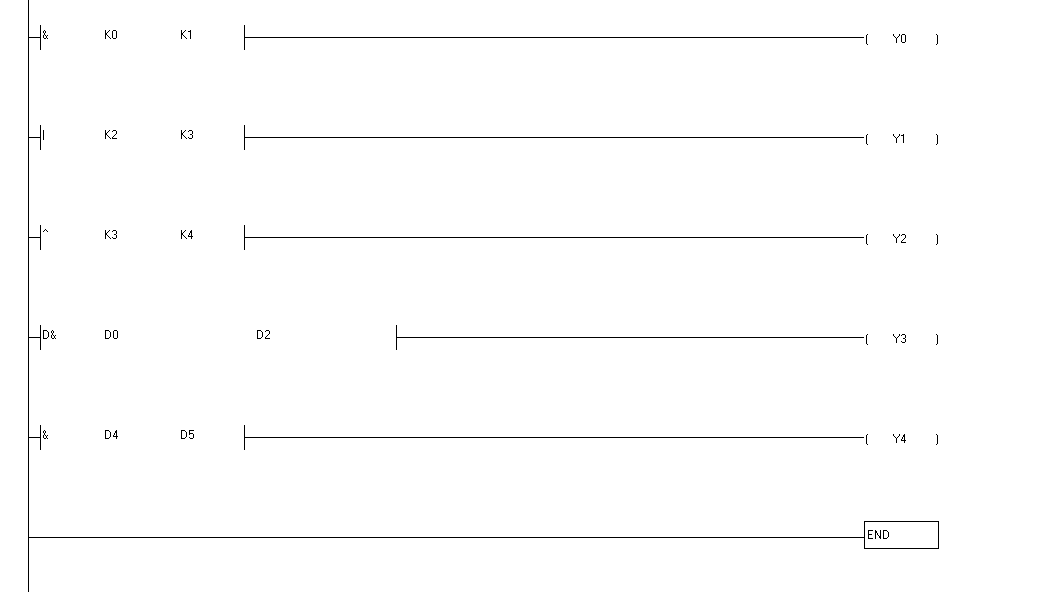 & K0 K1 ( Y0 )
| K2 K3 ( Y1 )
^ K3 K4 ( Y2 )
D& D0 D2 ( Y3 )
& D4 D5 ( Y4 )
END